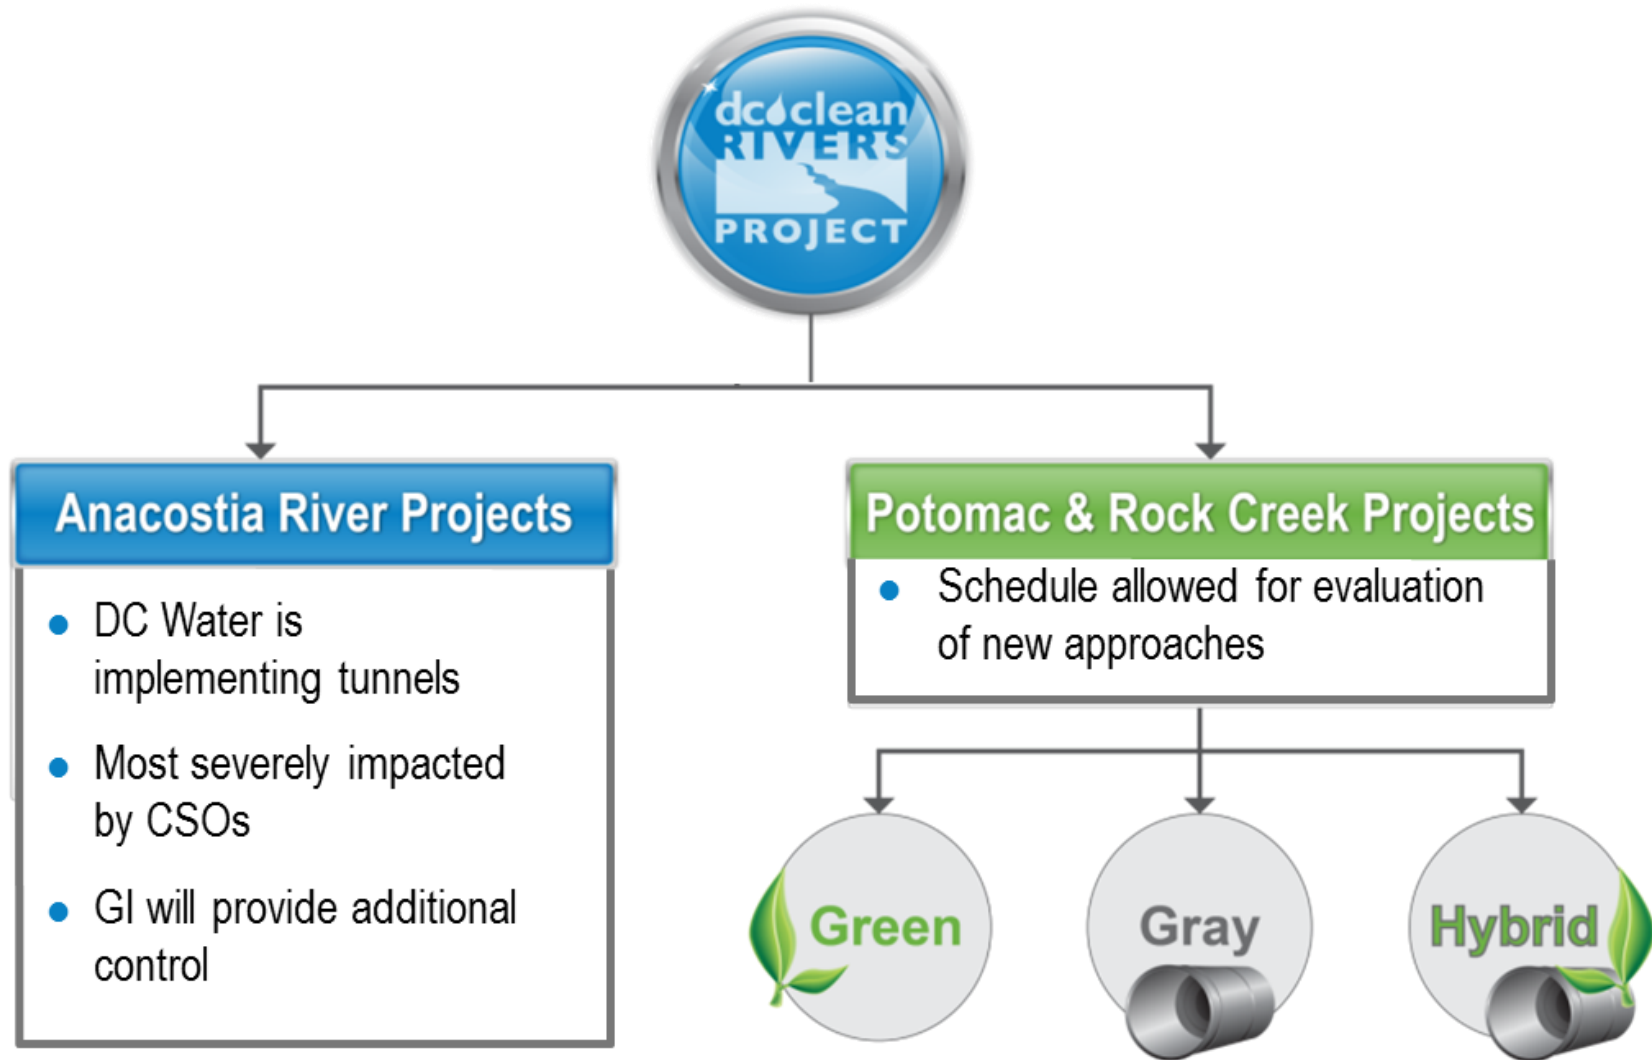 dc clean
RIVERS
PROJECT
Anacostia River Projects
DC Water is
implementing tunnels
Most severely impacted
by CSOs
GI will provide additional
control
Potomac & Rock Creek Projects
Schedule allowed for evaluation
of new approaches
Green
Gray
Hybrid